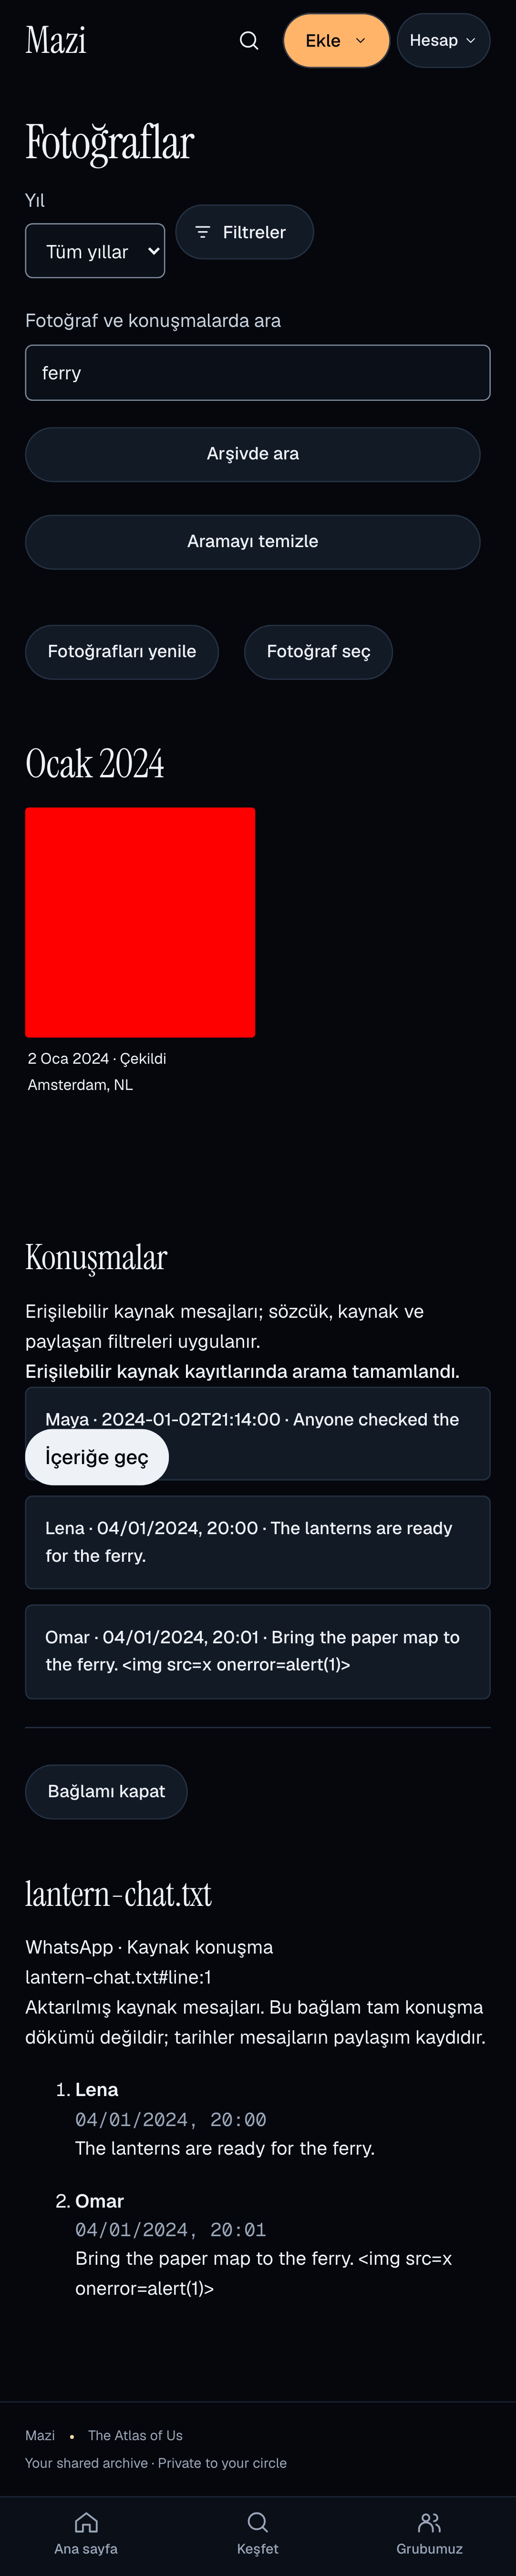 Mazi
Ekle
Hesap
Fotoğraflar
Yıl
Tüm yıllar
Filtreler
Fotoğraf ve konuşmalarda ara
ferry
Arşivde ara
Aramayı temizle
Fotoğrafları yenile
Fotoğraf seç
Ocak 2024
2 Oca 2024 · Çekildi
Amsterdam, NL
Konuşmalar
Erişilebilir kaynak mesajları; sözcük, kaynak ve
paylaşan filtreleri uygulanır.
Erişilebilir kaynak kayıtlarında arama tamamlandı.
Maya · 2024-01-02T21:14:00 · Anyone checked the
İçeriğe geç
Lena · 04/01/2024, 20:00 · The lanterns are ready
for the ferry.
Omar · 04/01/2024, 20:01 · Bring the paper map to
the ferry. <img src=x onerror=alert(1)>
Bağlamı kapat
lantern-chat.txt
WhatsApp · Kaynak konuşma
lantern-chat.txt#line:1
Aktarılmış kaynak mesajları. Bu bağlam tam konuşma
dökümü değildir; tarihler mesajların paylaşım kaydıdır.
1. Lena
04/01/2024, 20:00
The lanterns are ready for the ferry.
2. Omar
04/01/2024, 20:01
Bring the paper map to the ferry. <img src=x
onerror=alert(1)>
Mazi • The Atlas of Us
Your shared archive · Private to your circle
Ana sayfa
Keşfet
Grubumuz